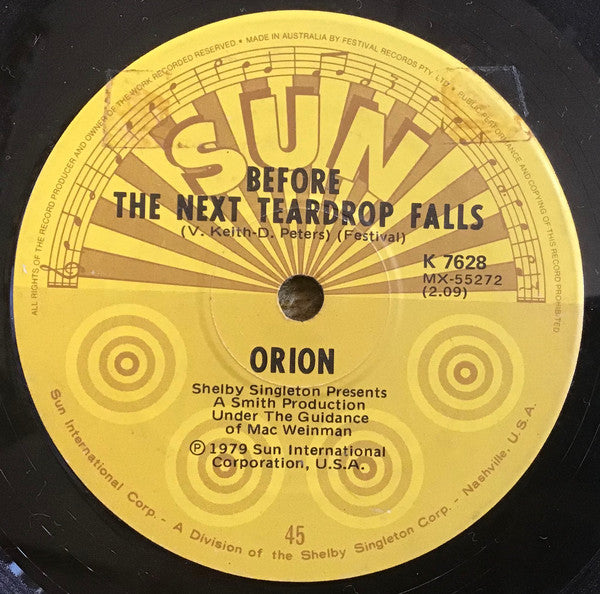 ALL RIGHTS OF THE RECORD PRODUCER AND OWNER OF THE WORK RECORDED RESERVED. ★ MADE IN AUSTRALIA BY FESTIVAL RECORDS PTY. LTD. ★ PUBLIC PERFORMANCE AND COPYING OF THIS RECORD PROHIBITED
SUN
BEFORE
THE NEXT TEARDROP FALLS
(V. Keith-D. Peters) (Festival)
K 7628
MX-55272
(2.09)
ORION
Shelby Singleton Presents
A Smith Production
Under The Guidance
of Mac Weinman
Ⓟ 1979 Sun International
Corporation, U.S.A.
45
Sun International Corp. - A Division of the Shelby Singleton Corp. - Nashville, U.S.A.